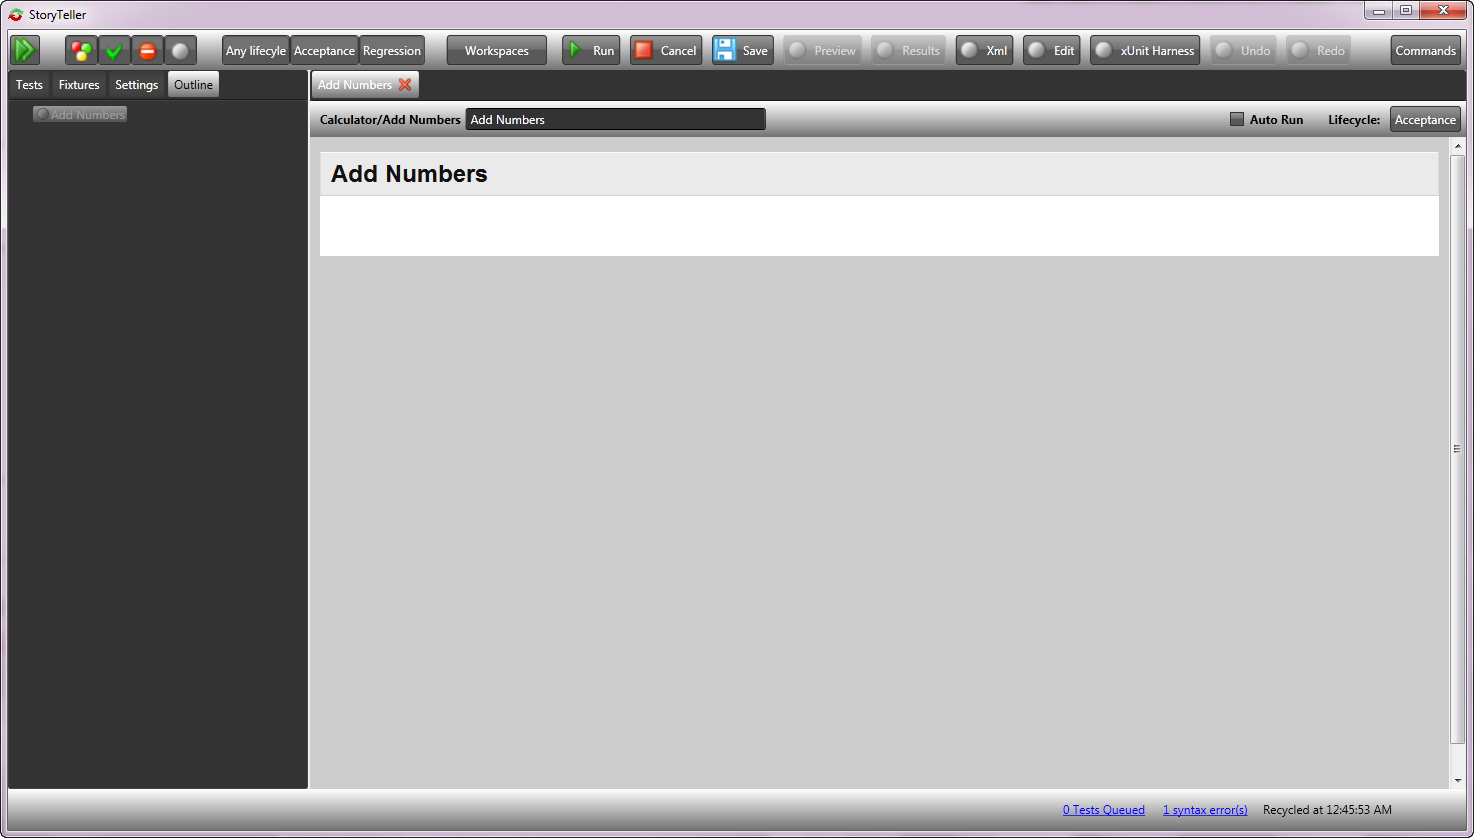 StoryTeller
Any lifecyle Acceptance Regression Workspaces Run Cancel Save Preview Results Xml Edit xUnit Harness Undo Redo Commands
Tests Fixtures Settings Outline
Add Numbers
Add Numbers
Calculator/Add Numbers Add Numbers Auto Run Lifecycle: Acceptance
Add Numbers
0 Tests Queued 1 syntax error(s) Recycled at 12:45:53 AM